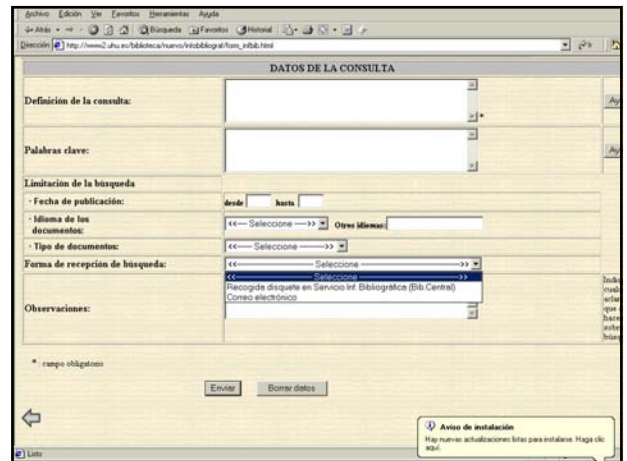 Archivo Edición Ver Favoritos Herramientas Ayuda
Atrás Búsqueda Favoritos Historial
Dirección http://www2.uhu.es/biblioteca/nuevo/infobibliograf/form_infbib.html Ir
DATOS DE LA CONSULTA
Definición de la consulta: * Ay
Palabras clave: Ay
Limitación de la búsqueda
· Fecha de publicación: desde hasta
· Idioma de los documentos: <<---- Seleccione ---->> Otros idiomas:
· Tipo de documentos: <<---- Seleccione ---->>
Forma de recepción de búsqueda: <<---- Seleccione ---->>
<<---- Seleccione ---->>
Recogida disquete en Servicio Inf. Bibliográfica (Bib.Central)
Correo electrónico
Observaciones:
* : campo obligatorio
Enviar Borrar datos
Aviso de instalación
Hay nuevas actualizaciones listas para instalarse. Haga clic
aquí.
Listo